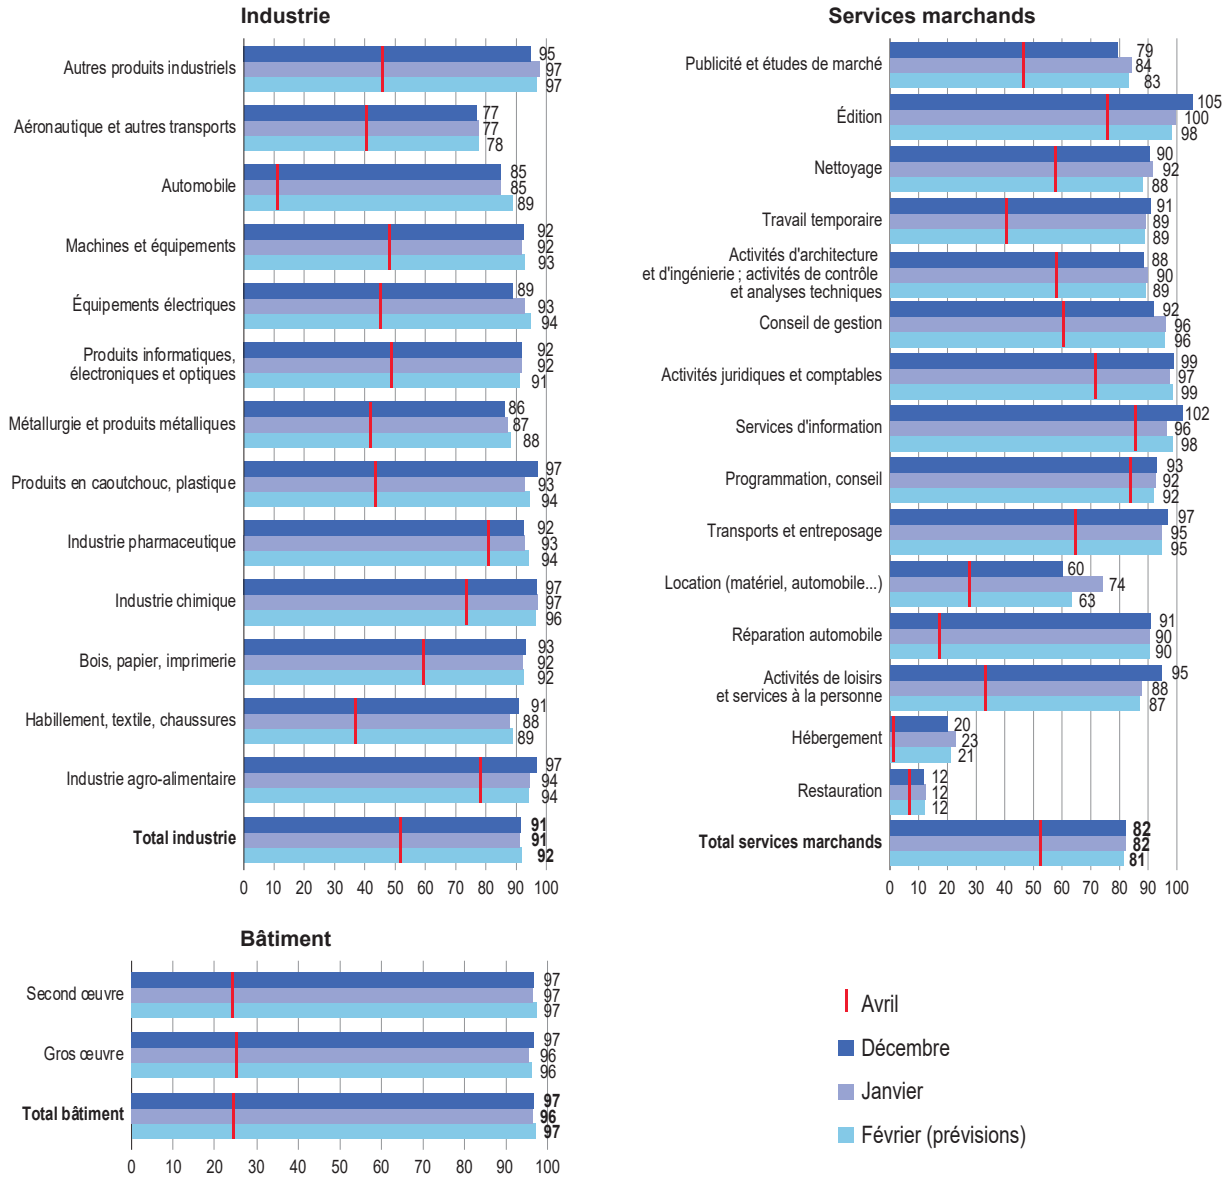 Industrie
Autres produits industriels
95
97
97
Aéronautique et autres transports
77
77
78
Automobile
85
85
89
Machines et équipements
92
92
93
Équipements électriques
89
93
94
Produits informatiques,
électroniques et optiques
92
92
91
Métallurgie et produits métalliques
86
87
88
Produits en caoutchouc, plastique
97
93
94
Industrie pharmaceutique
92
93
94
Industrie chimique
97
97
96
Bois, papier, imprimerie
93
92
92
Habillement, textile, chaussures
91
88
89
Industrie agro-alimentaire
97
94
94
Total industrie
91
91
92
0 10 20 30 40 50 60 70 80 90 100
Services marchands
Publicité et études de marché
79
84
83
Édition
105
100
98
Nettoyage
90
92
88
Travail temporaire
91
89
89
Activités d'architecture
et d'ingénierie ; activités de contrôle
et analyses techniques
88
90
89
Conseil de gestion
92
96
96
Activités juridiques et comptables
99
97
99
Services d'information
102
96
98
Programmation, conseil
93
92
92
Transports et entreposage
97
95
95
Location (matériel, automobile...)
60
74
63
Réparation automobile
91
90
90
Activités de loisirs
et services à la personne
95
88
87
Hébergement
20
23
21
Restauration
12
12
12
Total services marchands
82
82
81
0 10 20 30 40 50 60 70 80 90 100
Bâtiment
Second œuvre
97
97
97
Gros œuvre
97
96
96
Total bâtiment
97
96
97
0 10 20 30 40 50 60 70 80 90 100
Avril
Décembre
Janvier
Février (prévisions)